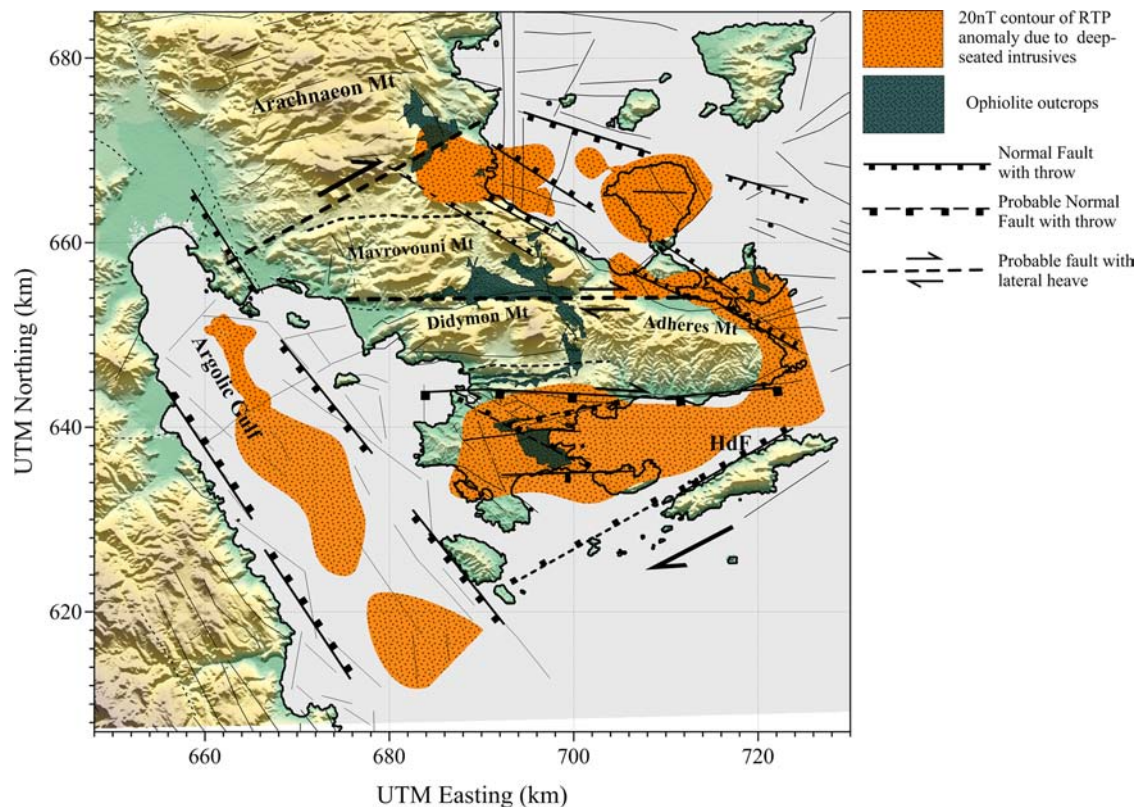 20nT contour of RTP
anomaly due to deep-
seated intrusives
Ophiolite outcrops
Normal Fault
with throw
Probable Normal
Fault with throw
Probable fault with
lateral heave
UTM Northing (km)
680
660
640
620
Arachnaeon Mt
Mavrovouni Mt
Didymon Mt
Adheres Mt
Argolic Gulf
HdF
660
680
700
720
UTM Easting (km)